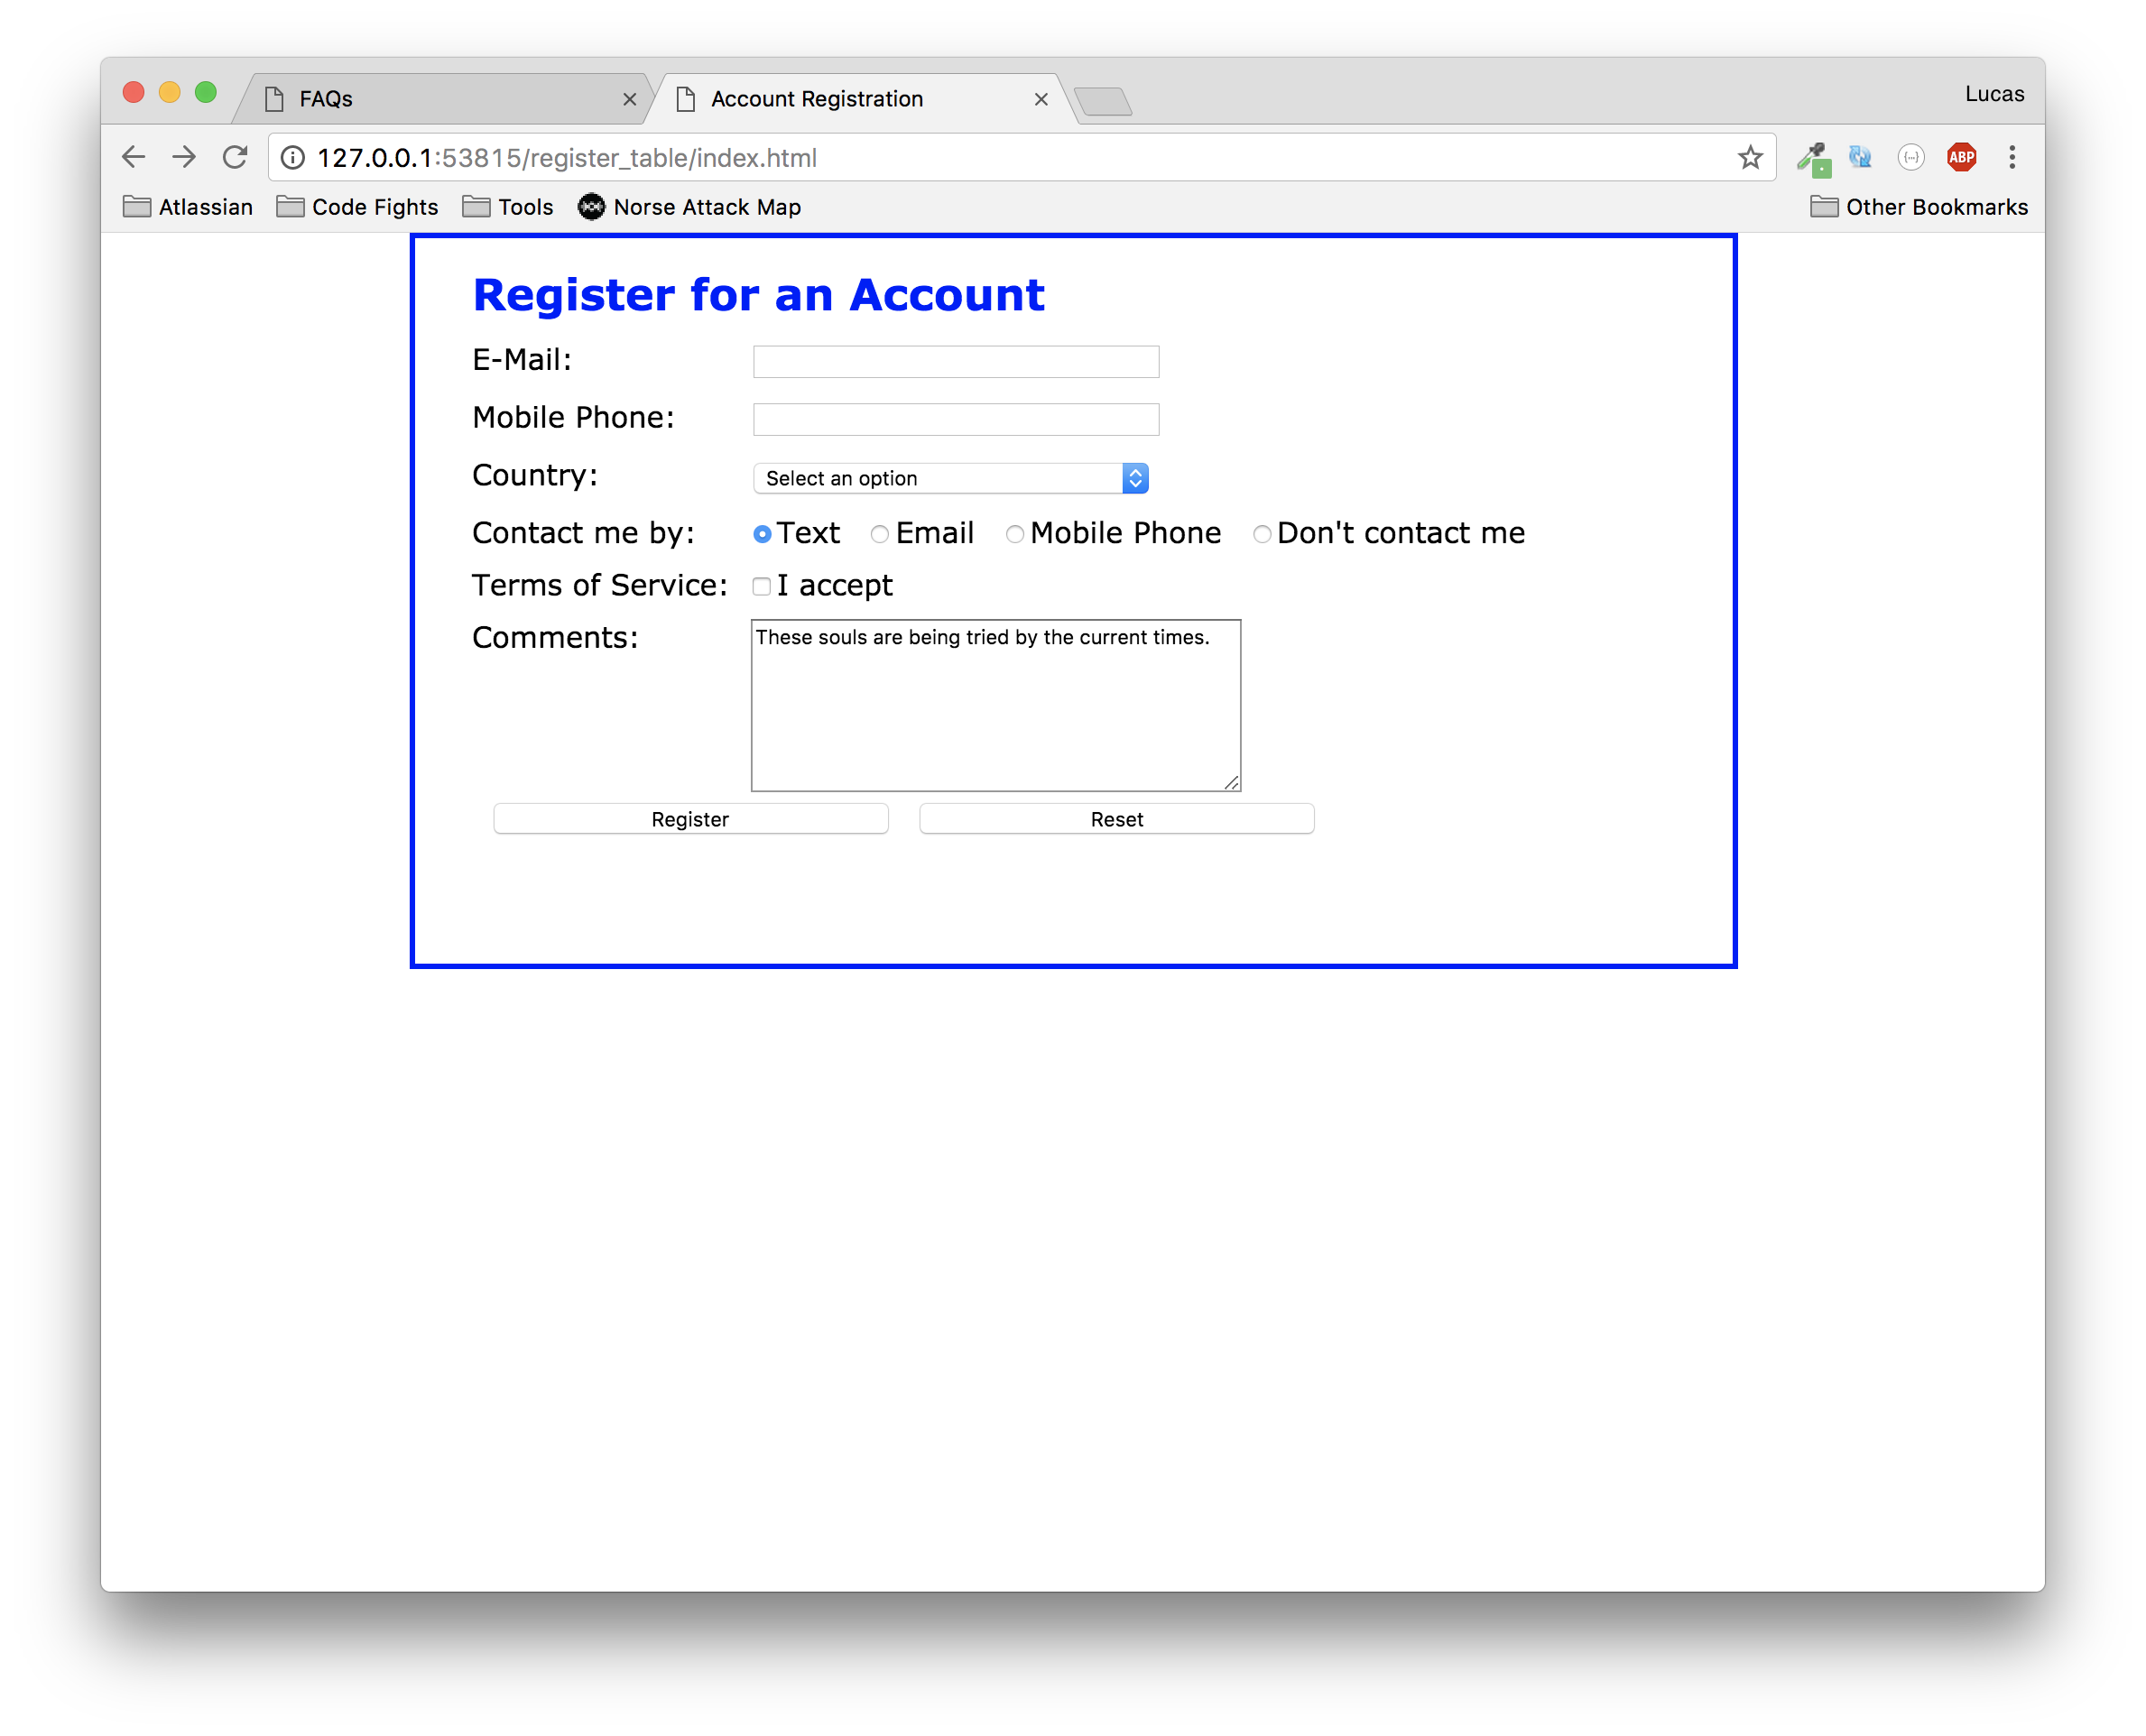 FAQs
Account Registration
Lucas
127.0.0.1:53815/register_table/index.html
ABP
Atlassian
Code Fights
Tools
Norse Attack Map
Other Bookmarks
Register for an Account
E-Mail:
Mobile Phone:
Country: Select an option
Contact me by: Text Email Mobile Phone Don't contact me
Terms of Service: I accept
Comments: These souls are being tried by the current times.
Register Reset